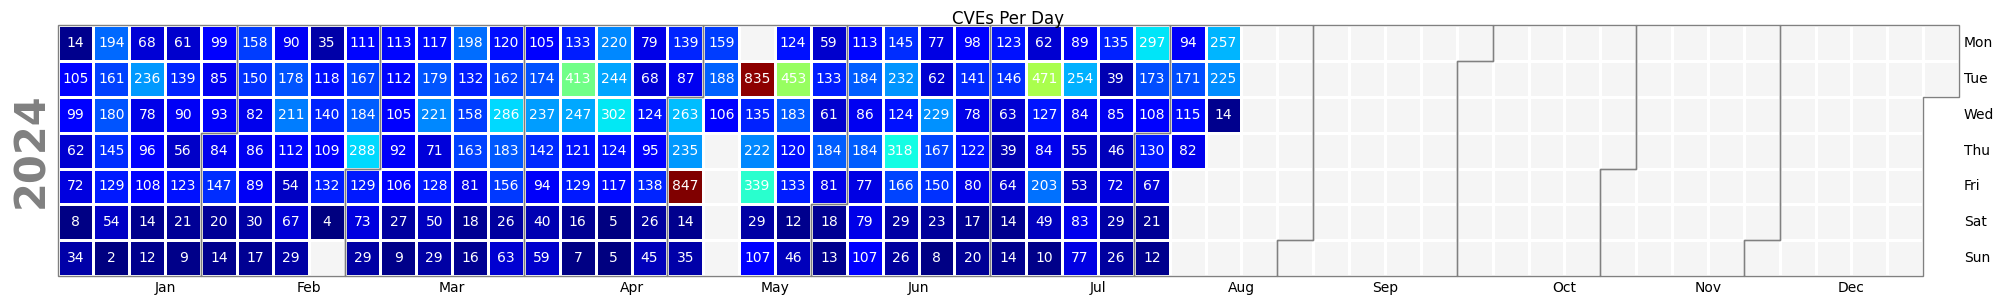 CVEs Per Day
14 194 68 61 99 158 90 35 111 113 117 198 120 105 133 220 79 139 159 124 59 113 145 77 98 123 62 89 135 297 94 257 Mon
105 161 236 139 85 150 178 118 167 112 179 132 162 174 413 244 68 87 188 835 453 133 184 232 62 141 146 471 254 39 173 171 225 Tue
99 180 78 90 93 82 211 140 184 105 221 158 286 237 247 302 124 263 106 135 183 61 86 124 229 78 63 127 84 85 108 115 14 Wed
62 145 96 56 84 86 112 109 288 92 71 163 183 142 121 124 95 235 222 120 184 184 318 167 122 39 84 55 46 130 82 Thu
72 129 108 123 147 89 54 132 129 106 128 81 156 94 129 117 138 847 339 133 81 77 166 150 80 64 203 53 72 67 Fri
8 54 14 21 20 30 67 4 73 27 50 18 26 40 16 5 26 14 29 12 18 79 29 23 17 14 49 83 29 21 Sat
34 2 12 9 14 17 29 29 9 29 16 63 59 7 5 45 35 107 46 13 107 26 8 20 14 10 77 26 12 Sun
2024
Jan Feb Mar Apr May Jun Jul Aug Sep Oct Nov Dec